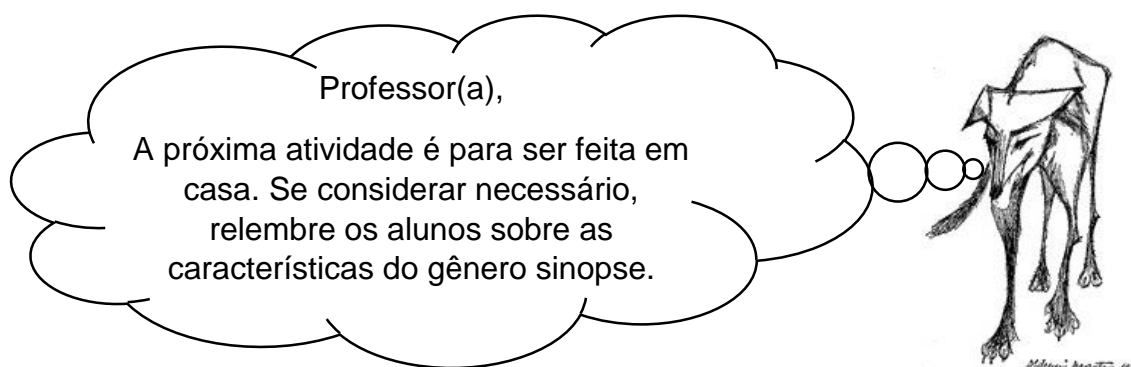 Professor(a),
A próxima atividade é para ser feita em
casa. Se considerar necessário,
relembre os alunos sobre as
características do gênero sinopse.